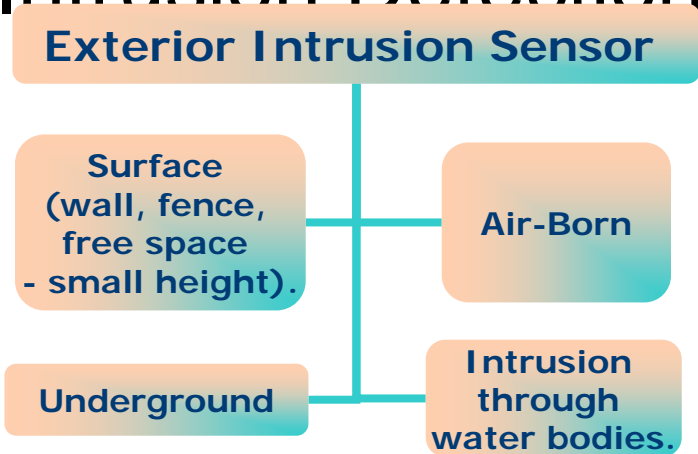 Exterior Intrusion Sensor
Surface
(wall, fence,
free space
- small height).
Air-Born
Underground
Intrusion
through
water bodies.